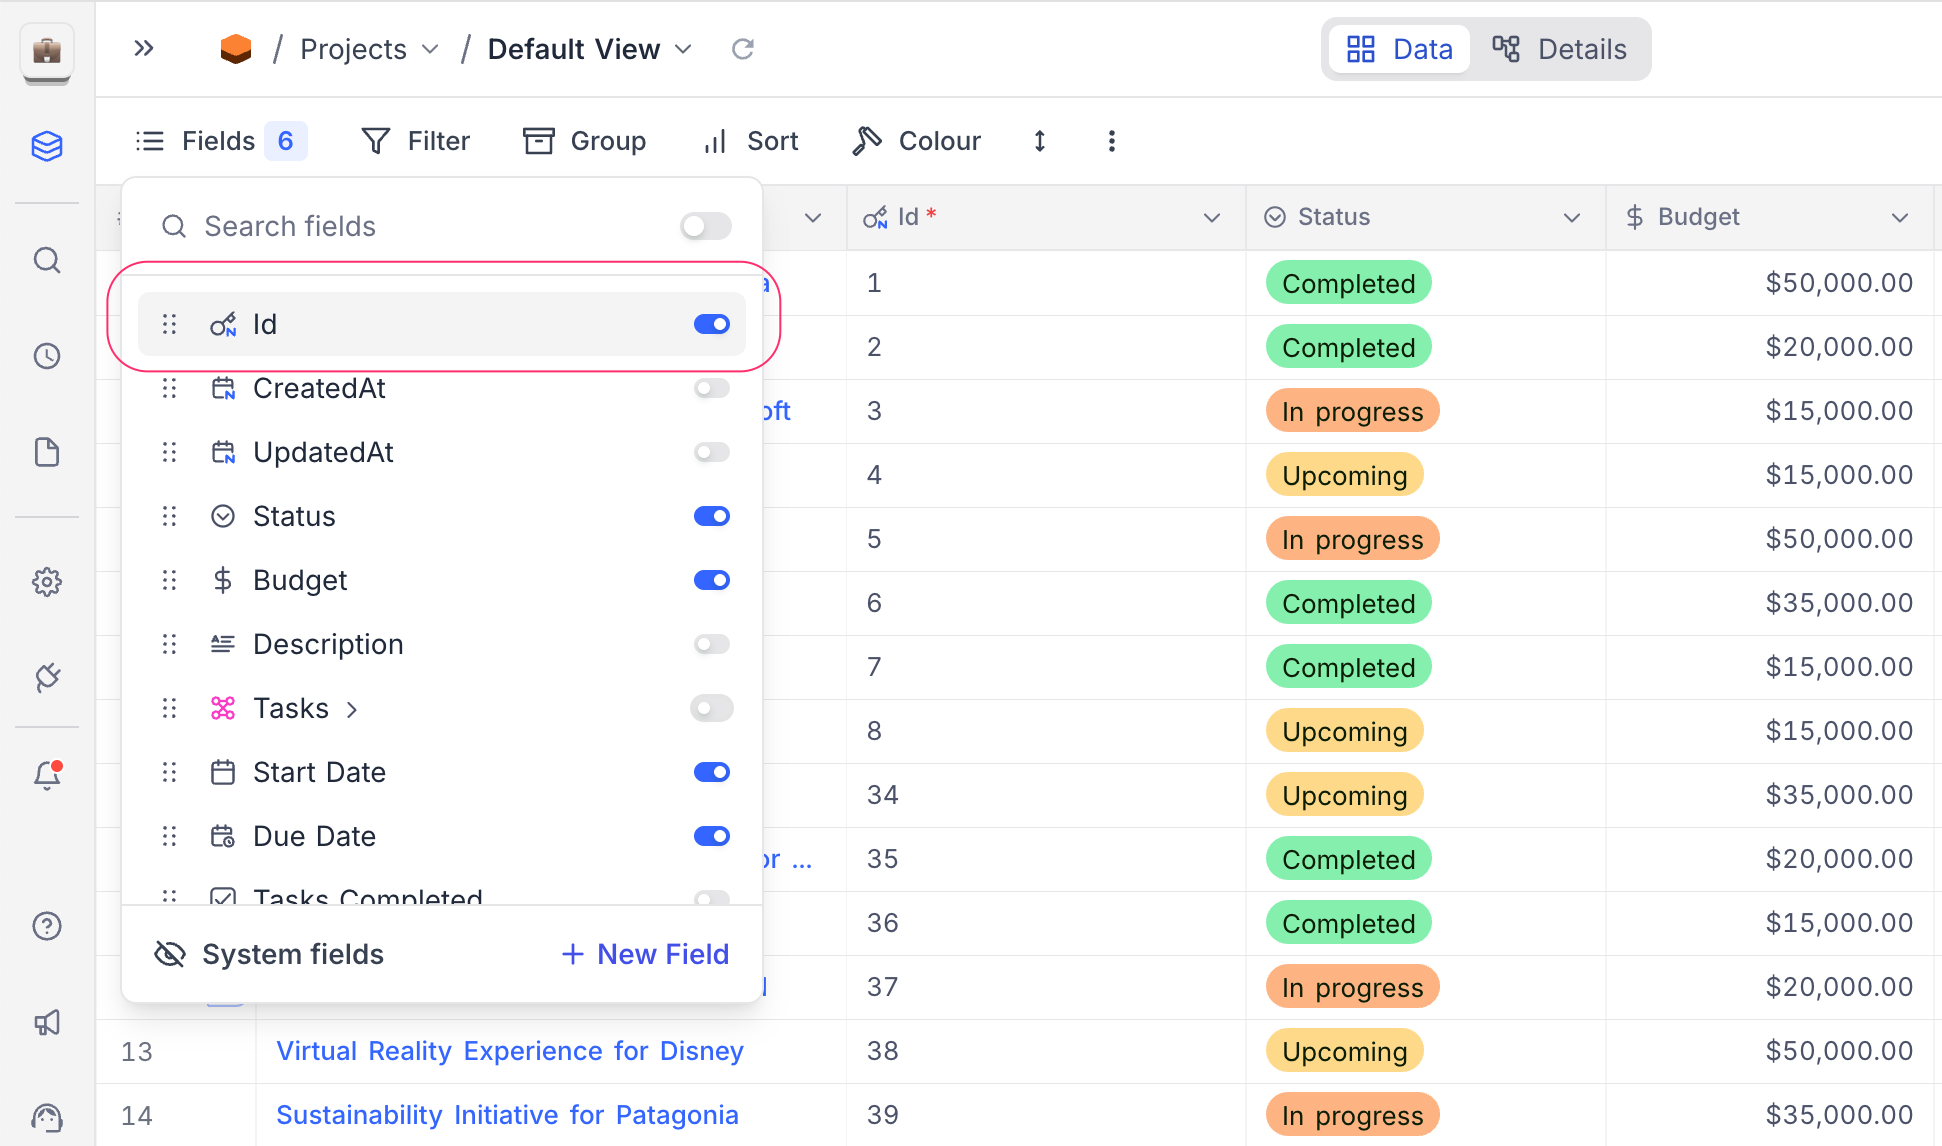 / Projects / Default View
Data Details
Fields 6 Filter Group Sort Colour
Search fields
Id * Status Budget
Id
CreatedAt
UpdatedAt
Status
Budget
Description
Tasks
Start Date
Due Date
Tasks Completed
System fields + New Field
1 Completed $50,000.00
2 Completed $20,000.00
3 In progress $15,000.00
4 Upcoming $15,000.00
5 In progress $50,000.00
6 Completed $35,000.00
7 Completed $15,000.00
8 Upcoming $15,000.00
34 Upcoming $35,000.00
35 Completed $20,000.00
36 Completed $15,000.00
37 In progress $20,000.00
13 Virtual Reality Experience for Disney 38 Upcoming $50,000.00
14 Sustainability Initiative for Patagonia 39 In progress $35,000.00